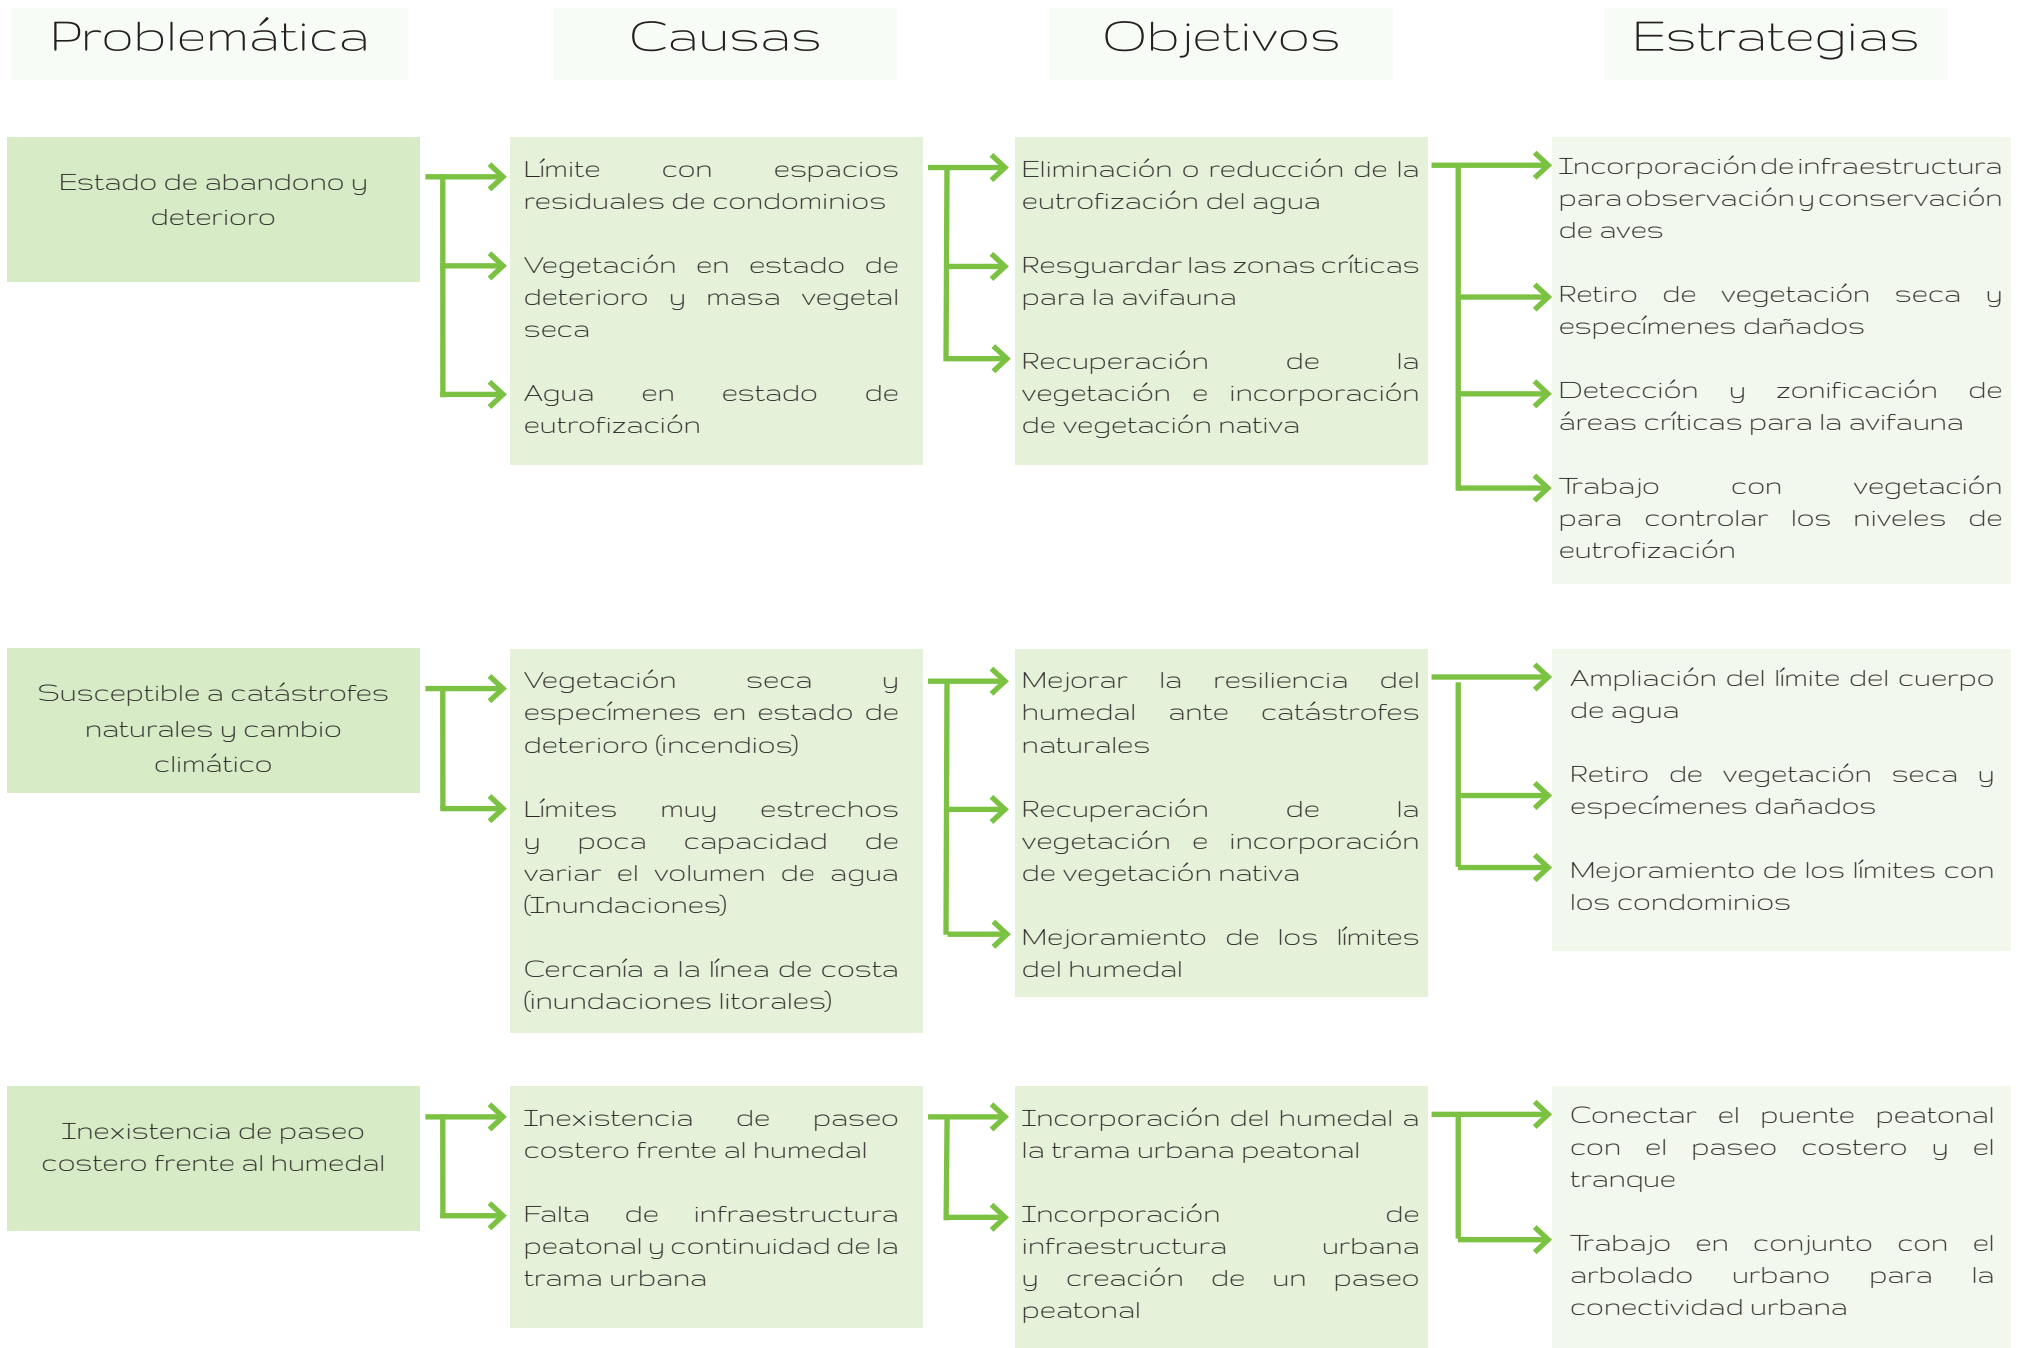 Problemática
Causas
Objetivos
Estrategias
Estado de abandono y
deterioro
Límite con espacios
residuales de condominios
Vegetación en estado de
deterioro y masa vegetal
seca
Agua en estado de
eutrofización
Eliminación o reducción de la
eutrofización del agua
Resguardar las zonas críticas
para la avifauna
Recuperación de la
vegetación e incorporación
de vegetación nativa
Incorporación de infraestructura
para observación y conservación
de aves
Retiro de vegetación seca y
especímenes dañados
Detección y zonificación de
áreas críticas para la avifauna
Trabajo con vegetación
para controlar los niveles de
eutrofización
Susceptible a catástrofes
naturales y cambio
climático
Vegetación seca y
especímenes en estado de
deterioro (incendios)
Límites muy estrechos
y poca capacidad de
variar el volumen de agua
(Inundaciones)
Cercanía a la línea de costa
(inundaciones litorales)
Mejorar la resiliencia del
humedal ante catástrofes
naturales
Recuperación de la
vegetación e incorporación
de vegetación nativa
Mejoramiento de los límites
del humedal
Ampliación del límite del cuerpo
de agua
Retiro de vegetación seca y
especímenes dañados
Mejoramiento de los límites con
los condominios
Inexistencia de paseo
costero frente al humedal
Inexistencia de paseo
costero frente al humedal
Falta de infraestructura
peatonal y continuidad de la
trama urbana
Incorporación del humedal a
la trama urbana peatonal
Incorporación de
infraestructura urbana
y creación de un paseo
peatonal
Conectar el puente peatonal
con el paseo costero y el
tranque
Trabajo en conjunto con el
arbolado urbano para la
conectividad urbana